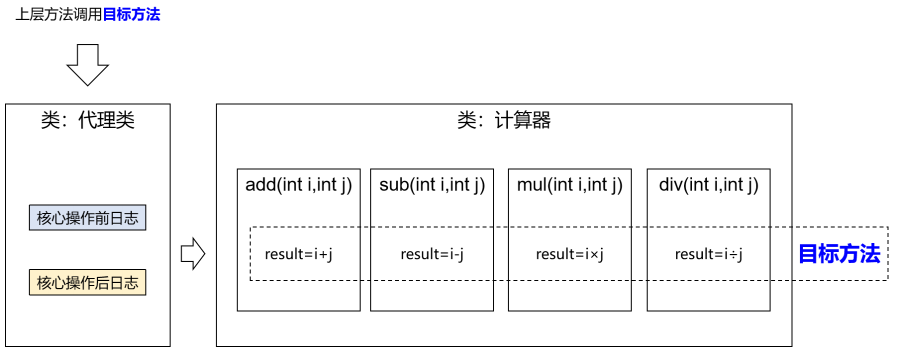 上层方法调用目标方法
类：代理类
核心操作前日志
核心操作后日志
类：计算器
add(int i,int j)
result=i+j
sub(int i,int j)
result=i-j
mul(int i,int j)
result=i×j
div(int i,int j)
result=i÷j
目标方法